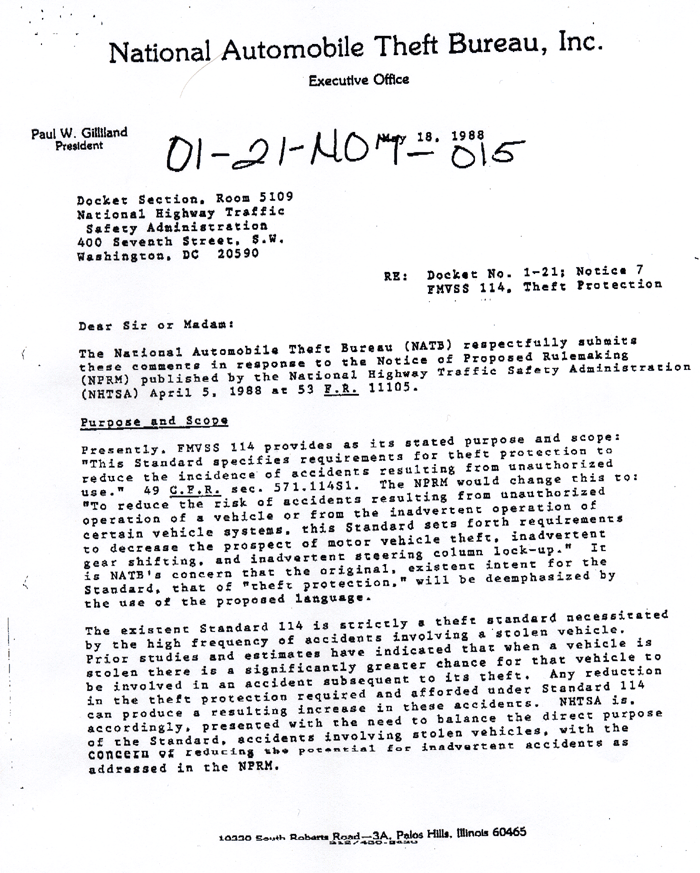 National Automobile Theft Bureau, Inc.
Executive Office
Paul W. Gilliland
President
01-21-N07-015
May 18, 1988
Docket Section, Room 5109
National Highway Traffic
Safety Administration
400 Seventh Street, S.W.
Washington, DC 20590
RE: Docket No. 1-21; Notice 7
FMVSS 114, Theft Protection
Dear Sir or Madam:
The National Automobile Theft Bureau (NATB) respectfully submits
these comments in response to the Notice of Proposed Rulemaking
(NPRM) published by the National Highway Traffic Safety Administration
(NHTSA) April 5, 1988 at 53 F.R. 11105.
Purpose and Scope
Presently, FMVSS 114 provides as its stated purpose and scope:
"This Standard specifies requirements for theft protection to
reduce the incidence of accidents resulting from unauthorized
use." 49 C.F.R. sec. 571.114S1. The NPRM would change this to:
"To reduce the risk of accidents resulting from unauthorized
operation of a vehicle or from the inadvertent operation of
certain vehicle systems, this Standard sets forth requirements
to decrease the prospect of motor vehicle theft, inadvertent
gear shifting, and inadvertent steering column lock-up." It
is NATB's concern that the original, existent intent for the
Standard, that of "theft protection," will be deemphasized by
the use of the proposed language.
The existent Standard 114 is strictly a theft standard necessitated
by the high frequency of accidents involving a stolen vehicle.
Prior studies and estimates have indicated that when a vehicle is
stolen there is a significantly greater chance for that vehicle to
be involved in an accident subsequent to its theft. Any reduction
in the theft protection required and afforded under Standard 114
can produce a resulting increase in these accidents. NHTSA is,
accordingly, presented with the need to balance the direct purpose
of the Standard, accidents involving stolen vehicles, with the
concern of reducing the potential for inadvertent accidents as
addressed in the NPRM.
South Roberts Road—3A, Palos Hills, Illinois 60465